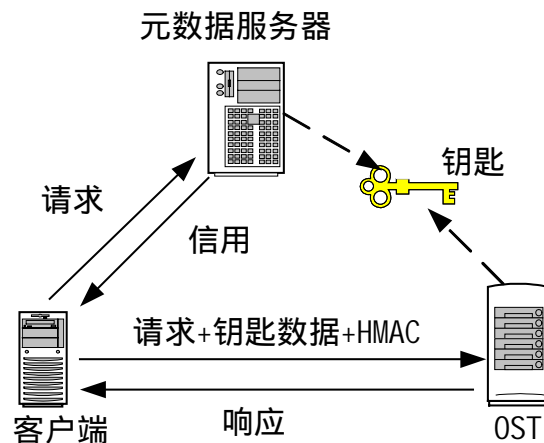 元数据服务器
钥匙
请求
信用
请求+钥匙数据+HMAC
响应
客户端
OST